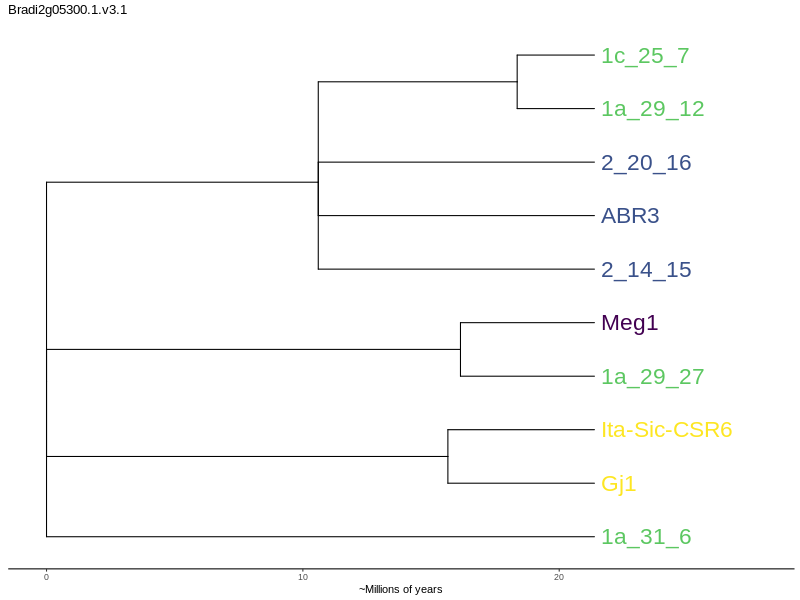 Bradi2g05300.1.v3.1
1c_25_7
1a_29_12
2_20_16
ABR3
2_14_15
Meg1
1a_29_27
Ita-Sic-CSR6
Gj1
1a_31_6
0 10 20
~Millions of years